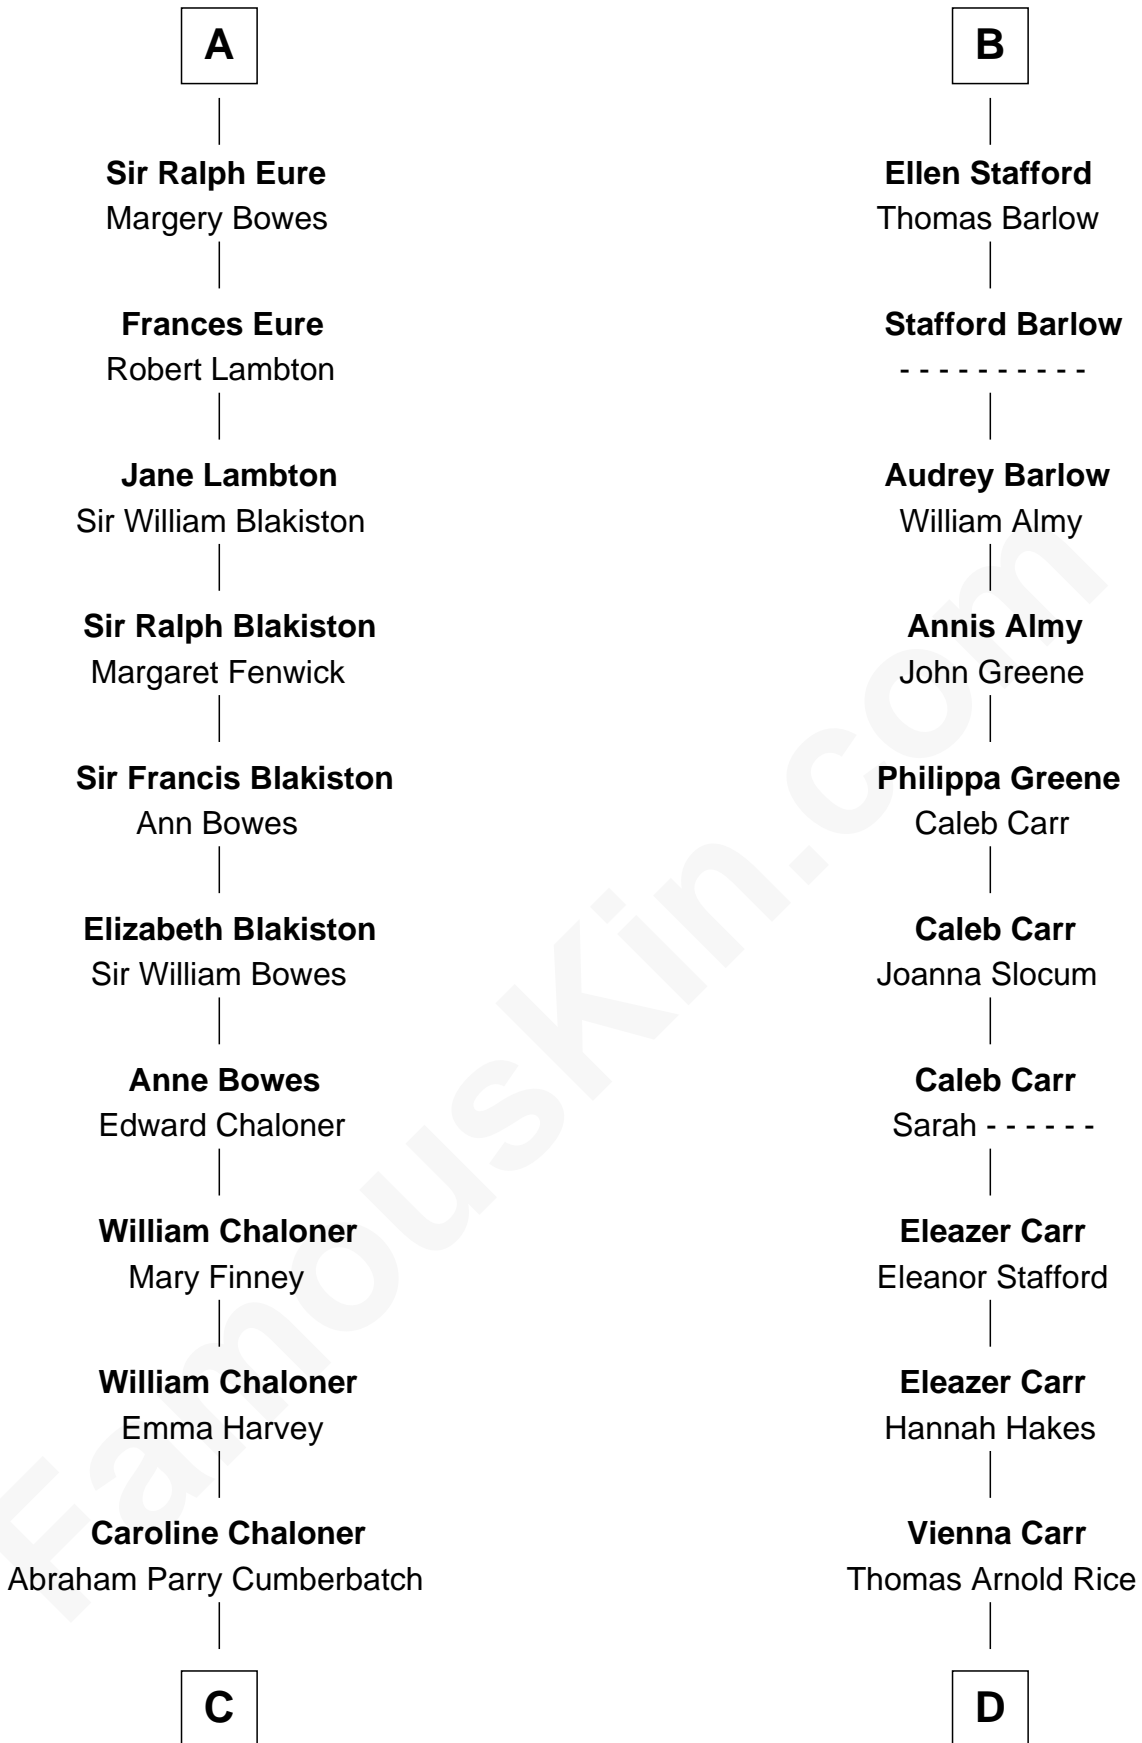 A
Sir Ralph Eure
Margery Bowes
Frances Eure
Robert Lambton
Jane Lambton
Sir William Blakiston
Sir Ralph Blakiston
Margaret Fenwick
Sir Francis Blakiston
Ann Bowes
Elizabeth Blakiston
Sir William Bowes
Anne Bowes
Edward Chaloner
William Chaloner
Mary Finney
William Chaloner
Emma Harvey
Caroline Chaloner
Abraham Parry Cumberbatch
C
B
Ellen Stafford
Thomas Barlow
Stafford Barlow
- - - - - - - - - -
Audrey Barlow
William Almy
Annis Almy
John Greene
Philippa Greene
Caleb Carr
Caleb Carr
Joanna Slocum
Caleb Carr
Sarah - - - - - -
Eleazer Carr
Eleanor Stafford
Eleazer Carr
Hannah Hakes
Vienna Carr
Thomas Arnold Rice
D
FamousKin.com